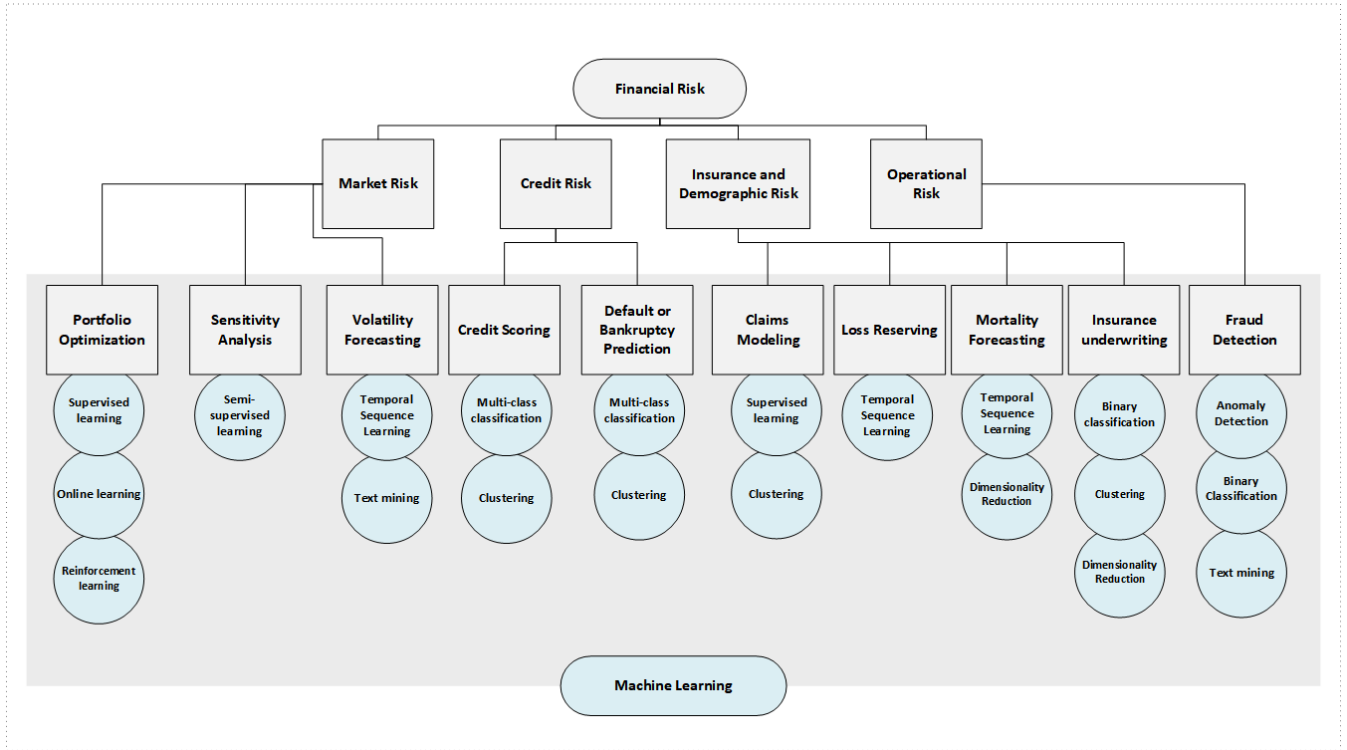 Financial Risk
Market Risk
Credit Risk
Insurance and
Demographic Risk
Operational
Risk
Portfolio
Optimization
Sensitivity
Analysis
Volatility
Forecasting
Credit Scoring
Default or
Bankruptcy
Prediction
Claims
Modeling
Loss Reserving
Mortality
Forecasting
Insurance
underwriting
Fraud
Detection
Supervised
learning
Online learning
Reinforcement
learning
Semi-
supervised
learning
Temporal
Sequence
Learning
Text mining
Multi-class
classification
Clustering
Multi-class
classification
Clustering
Supervised
learning
Clustering
Temporal
Sequence
Learning
Temporal
Sequence
Learning
Dimensionality
Reduction
Binary
classification
Clustering
Dimensionality
Reduction
Anomaly
Detection
Binary
Classification
Text mining
Machine Learning